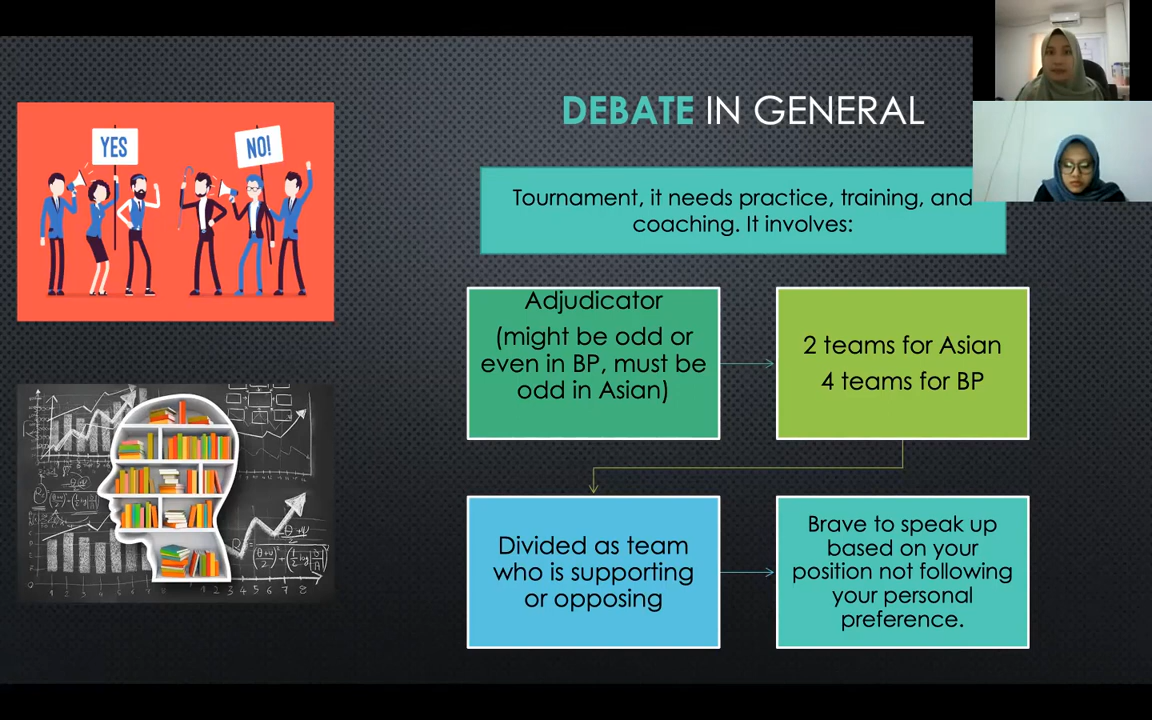 DEBATE IN GENERAL
Tournament, it needs practice, training, and
coaching. It involves:
YES
NO!
Adjudicator
(might be odd or
even in BP, must be
odd in Asian)
2 teams for Asian
4 teams for BP
Divided as team
who is supporting
or opposing
Brave to speak up
based on your
position not following
your personal
preference.